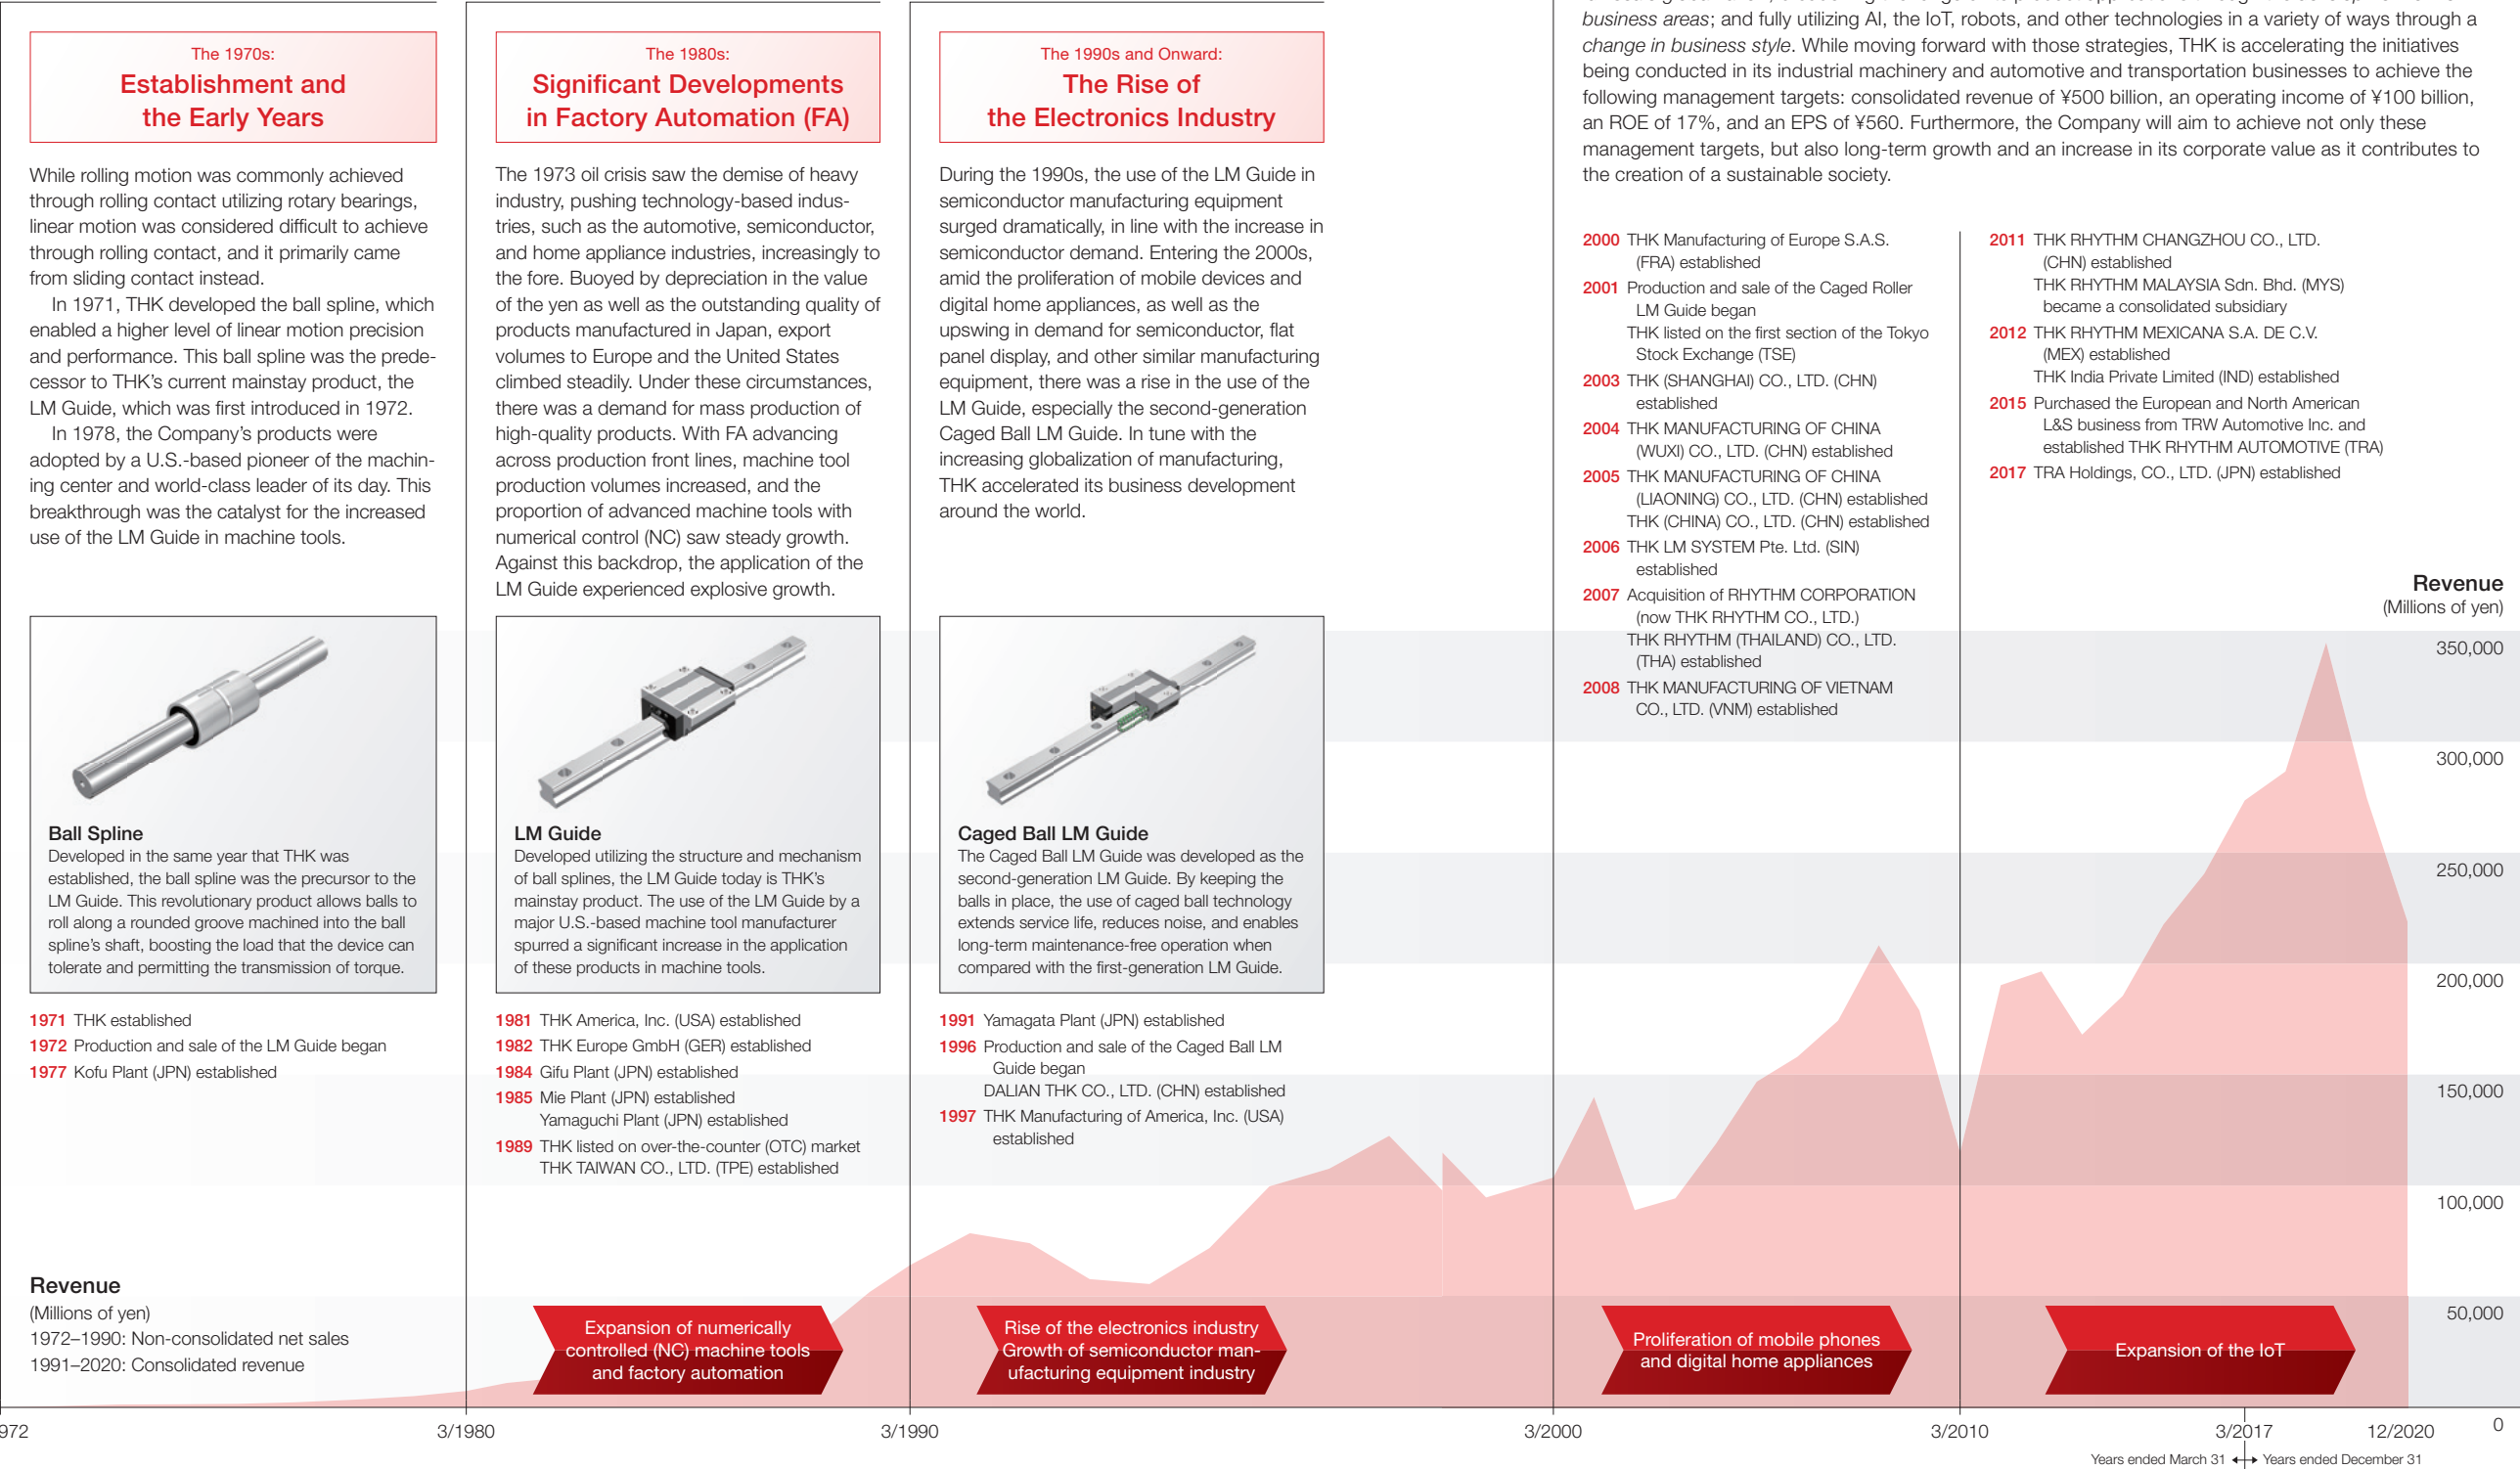 The 1970s:
Establishment and
the Early Years
While rolling motion was commonly achieved
through rolling contact utilizing rotary bearings,
linear motion was considered difficult to achieve
through rolling contact, and it primarily came
from sliding contact instead.
In 1971, THK developed the ball spline, which
enabled a higher level of linear motion precision
and performance. This ball spline was the prede-
cessor to THK's current mainstay product, the
LM Guide, which was first introduced in 1972.
In 1978, the Company's products were
adopted by a U.S.-based pioneer of the machin-
ing center and world-class leader of its day. This
breakthrough was the catalyst for the increased
use of the LM Guide in machine tools.
Ball Spline
Developed in the same year that THK was
established, the ball spline was the precursor to the
LM Guide. This revolutionary product allows balls to
roll along a rounded groove machined into the ball
spline's shaft, boosting the load that the device can
tolerate and permitting the transmission of torque.
1971 THK established
1972 Production and sale of the LM Guide began
1977 Kofu Plant (JPN) established
The 1980s:
Significant Developments
in Factory Automation (FA)
The 1973 oil crisis saw the demise of heavy
industry, pushing technology-based indus-
tries, such as the automotive, semiconductor,
and home appliance industries, increasingly to
the fore. Buoyed by depreciation in the value
of the yen as well as the outstanding quality of
products manufactured in Japan, export
volumes to Europe and the United States
climbed steadily. Under these circumstances,
there was a demand for mass production of
high-quality products. With FA advancing
across production front lines, machine tool
production volumes increased, and the
proportion of advanced machine tools with
numerical control (NC) saw steady growth.
Against this backdrop, the application of the
LM Guide experienced explosive growth.
LM Guide
Developed utilizing the structure and mechanism
of ball splines, the LM Guide today is THK's
mainstay product. The use of the LM Guide by a
major U.S.-based machine tool manufacturer
spurred a significant increase in the application
of these products in machine tools.
1981 THK America, Inc. (USA) established
1982 THK Europe GmbH (GER) established
1984 Gifu Plant (JPN) established
1985 Mie Plant (JPN) established
Yamaguchi Plant (JPN) established
1989 THK listed on over-the-counter (OTC) market
THK TAIWAN CO., LTD. (TPE) established
The 1990s and Onward:
The Rise of
the Electronics Industry
During the 1990s, the use of the LM Guide in
semiconductor manufacturing equipment
surged dramatically, in line with the increase in
semiconductor demand. Entering the 2000s,
amid the proliferation of mobile devices and
digital home appliances, as well as the
upswing in demand for semiconductor, flat
panel display, and other similar manufacturing
equipment, there was a rise in the use of the
LM Guide, especially the second-generation
Caged Ball LM Guide. In tune with the
increasing globalization of manufacturing,
THK accelerated its business development
around the world.
Caged Ball LM Guide
The Caged Ball LM Guide was developed as the
second-generation LM Guide. By keeping the
balls in place, the use of caged ball technology
extends service life, reduces noise, and enables
long-term maintenance-free operation when
compared with the first-generation LM Guide.
1991 Yamagata Plant (JPN) established
1996 Production and sale of the Caged Ball LM
Guide began
DALIAN THK CO., LTD. (CHN) established
1997 THK Manufacturing of America, Inc. (USA)
established
business areas; and fully utilizing AI, the IoT, robots, and other technologies in a variety of ways through a
change in business style. While moving forward with those strategies, THK is accelerating the initiatives
being conducted in its industrial machinery and automotive and transportation businesses to achieve the
following management targets: consolidated revenue of ¥500 billion, an operating income of ¥100 billion,
an ROE of 17%, and an EPS of ¥560. Furthermore, the Company will aim to achieve not only these
management targets, but also long-term growth and an increase in its corporate value as it contributes to
the creation of a sustainable society.
2000 THK Manufacturing of Europe S.A.S.
(FRA) established
2001 Production and sale of the Caged Roller
LM Guide began
THK listed on the first section of the Tokyo
Stock Exchange (TSE)
2003 THK (SHANGHAI) CO., LTD. (CHN)
established
2004 THK MANUFACTURING OF CHINA
(WUXI) CO., LTD. (CHN) established
2005 THK MANUFACTURING OF CHINA
(LIAONING) CO., LTD. (CHN) established
THK (CHINA) CO., LTD. (CHN) established
2006 THK LM SYSTEM Pte. Ltd. (SIN)
established
2007 Acquisition of RHYTHM CORPORATION
(now THK RHYTHM CO., LTD.)
THK RHYTHM (THAILAND) CO., LTD.
(THA) established
2008 THK MANUFACTURING OF VIETNAM
CO., LTD. (VNM) established
2011 THK RHYTHM CHANGZHOU CO., LTD.
(CHN) established
THK RHYTHM MALAYSIA Sdn. Bhd. (MYS)
became a consolidated subsidiary
2012 THK RHYTHM MEXICANA S.A. DE C.V.
(MEX) established
THK India Private Limited (IND) established
2015 Purchased the European and North American
L&S business from TRW Automotive Inc. and
established THK RHYTHM AUTOMOTIVE (TRA)
2017 TRA Holdings, CO., LTD. (JPN) established
Revenue
(Millions of yen)
350,000
300,000
250,000
200,000
150,000
100,000
50,000
0
Revenue
(Millions of yen)
1972–1990: Non-consolidated net sales
1991–2020: Consolidated revenue
Expansion of numerically
controlled (NC) machine tools
and factory automation
Rise of the electronics industry
Growth of semiconductor man-
ufacturing equipment industry
Proliferation of mobile phones
and digital home appliances
Expansion of the IoT
972
3/1980
3/1990
3/2000
3/2010
3/2017
12/2020
Years ended March 31
Years ended December 31